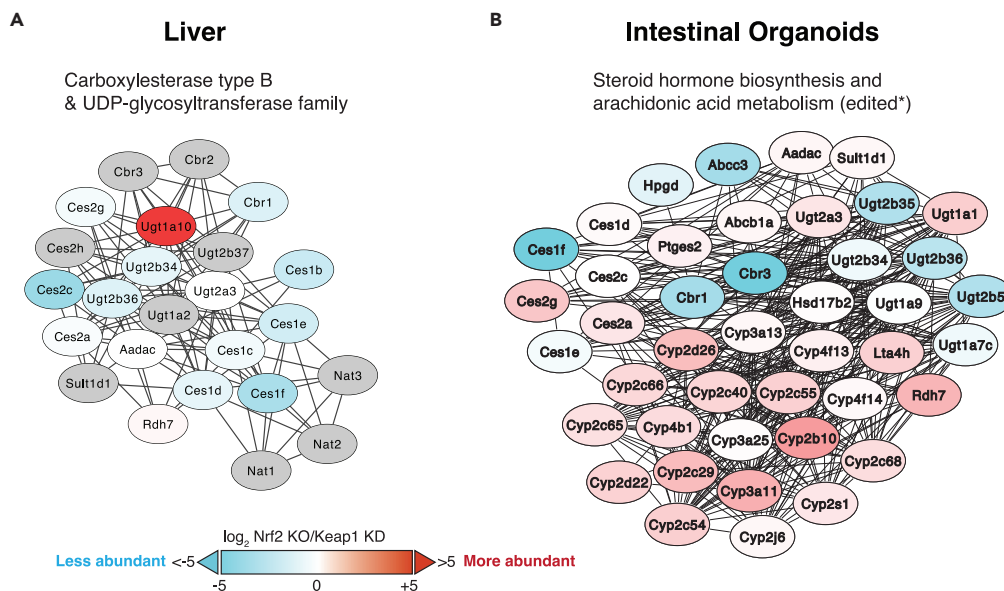 A
Liver
Carboxylesterase type B
& UDP-glycosyltransferase family
Cbr2
Cbr3
Cbr1
Ces2g
Ugt1a10
Ces2h
Ugt2b37
Ugt2b34
Ces1b
Ces2c
Ugt2b36
Ugt2a3
Ugt1a2
Ces1e
Ces2a
Aadac
Ces1c
Nat3
Sult1d1
Ces1d
Ces1f
Rdh7
Nat2
Nat1
log2 Nrf2 KO/Keap1 KD
Less abundant <-5 >5 More abundant
-5 0 +5
B
Intestinal Organoids
Steroid hormone biosynthesis and
arachidonic acid metabolism (edited*)
Aadac
Sult1d1
Abcc3
Hpgd
Ugt2b35
Ces1d
Abcb1a
Ugt2a3
Ugt1a1
Ptges2
Ces1f
Ugt2b34
Ugt2b36
Ces2c
Cbr3
Ces2g
Cbr1
Hsd17b2
Ugt1a9
Ugt2b5
Ces2a
Cyp3a13
Ces1e
Cyp2d26
Cyp4f13
Lta4h
Ugt1a7c
Cyp2c66
Cyp2c40
Cyp2c55
Cyp4f14
Rdh7
Cyp2c65
Cyp4b1
Cyp3a25
Cyp2b10
Cyp2c68
Cyp2d22
Cyp2c29
Cyp3a11
Cyp2s1
Cyp2c54
Cyp2j6